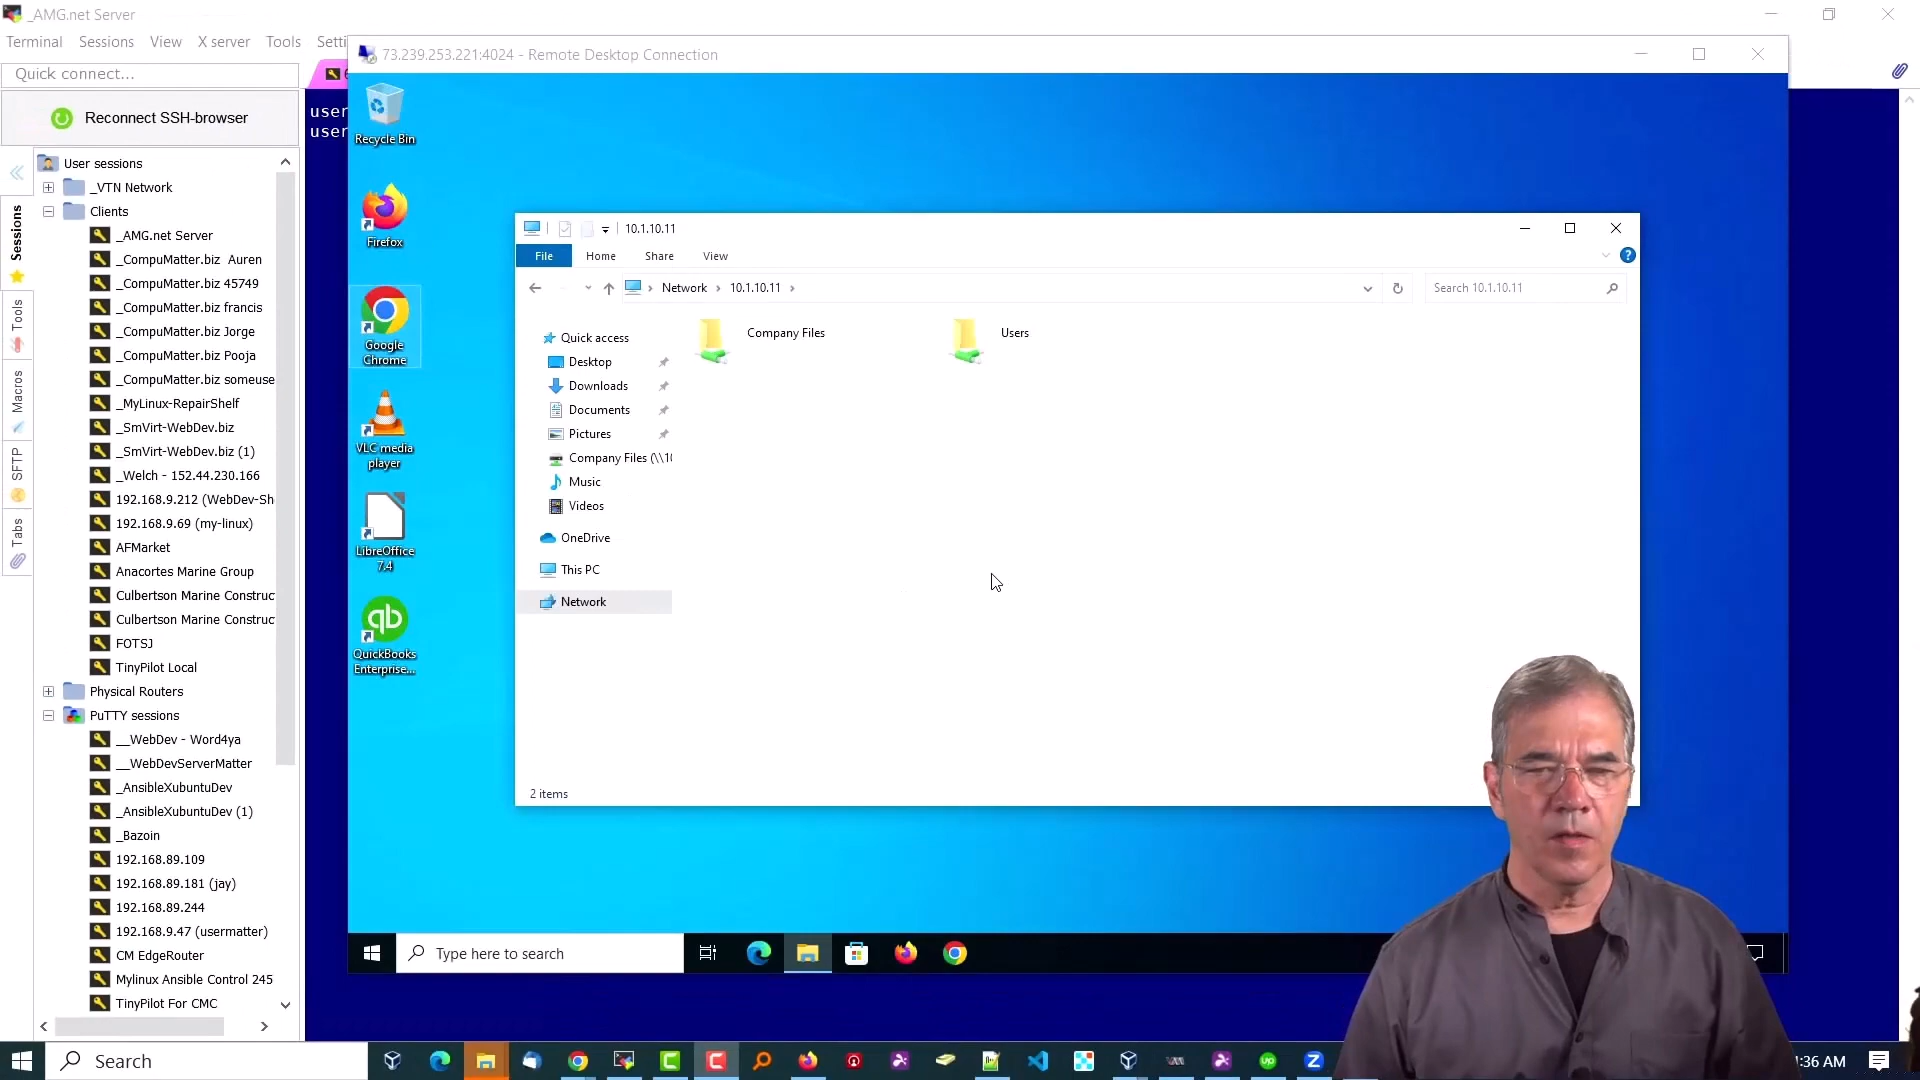 _AMG.net Server
Terminal Sessions View X server Tools Setti
73.239.253.221:4024 - Remote Desktop Connection
Quick connect...
Reconnect SSH-browser
user
user
Sessions
Tools
Macros
SFTP
Tabs
User sessions
_VTN Network
Clients
_AMG.net Server
_CompuMatter.biz Auren
_CompuMatter.biz 45749
_CompuMatter.biz francis
_CompuMatter.biz Jorge
_CompuMatter.biz Pooja
_CompuMatter.biz someuse
_MyLinux-RepairShelf
_SmVirt-WebDev.biz
_SmVirt-WebDev.biz (1)
_Welch - 152.44.230.166
192.168.9.212 (WebDev-Sh
192.168.9.69 (my-linux)
AFMarket
Anacortes Marine Group
Culbertson Marine Construc
Culbertson Marine Construc
FOTSJ
TinyPilot Local
Physical Routers
PuTTY sessions
__WebDev - Word4ya
__WebDevServerMatter
_AnsibleXubuntuDev
_AnsibleXubuntuDev (1)
_Bazoin
192.168.89.109
192.168.89.181 (jay)
192.168.89.244
192.168.9.47 (usermatter)
CM EdgeRouter
Mylinux Ansible Control 245
TinyPilot For CMC
Recycle Bin
Firefox
Google
Chrome
VLC media
player
LibreOffice
7.4
qb
QuickBooks
Enterprise...
10.1.10.11
File Home Share View
Network 10.1.10.11
Search 10.1.10.11
Quick access
Desktop
Downloads
Documents
Pictures
Company Files (\\10
Music
Videos
OneDrive
This PC
Network
Company Files
Users
2 items
Type here to search
Search
:36 AM